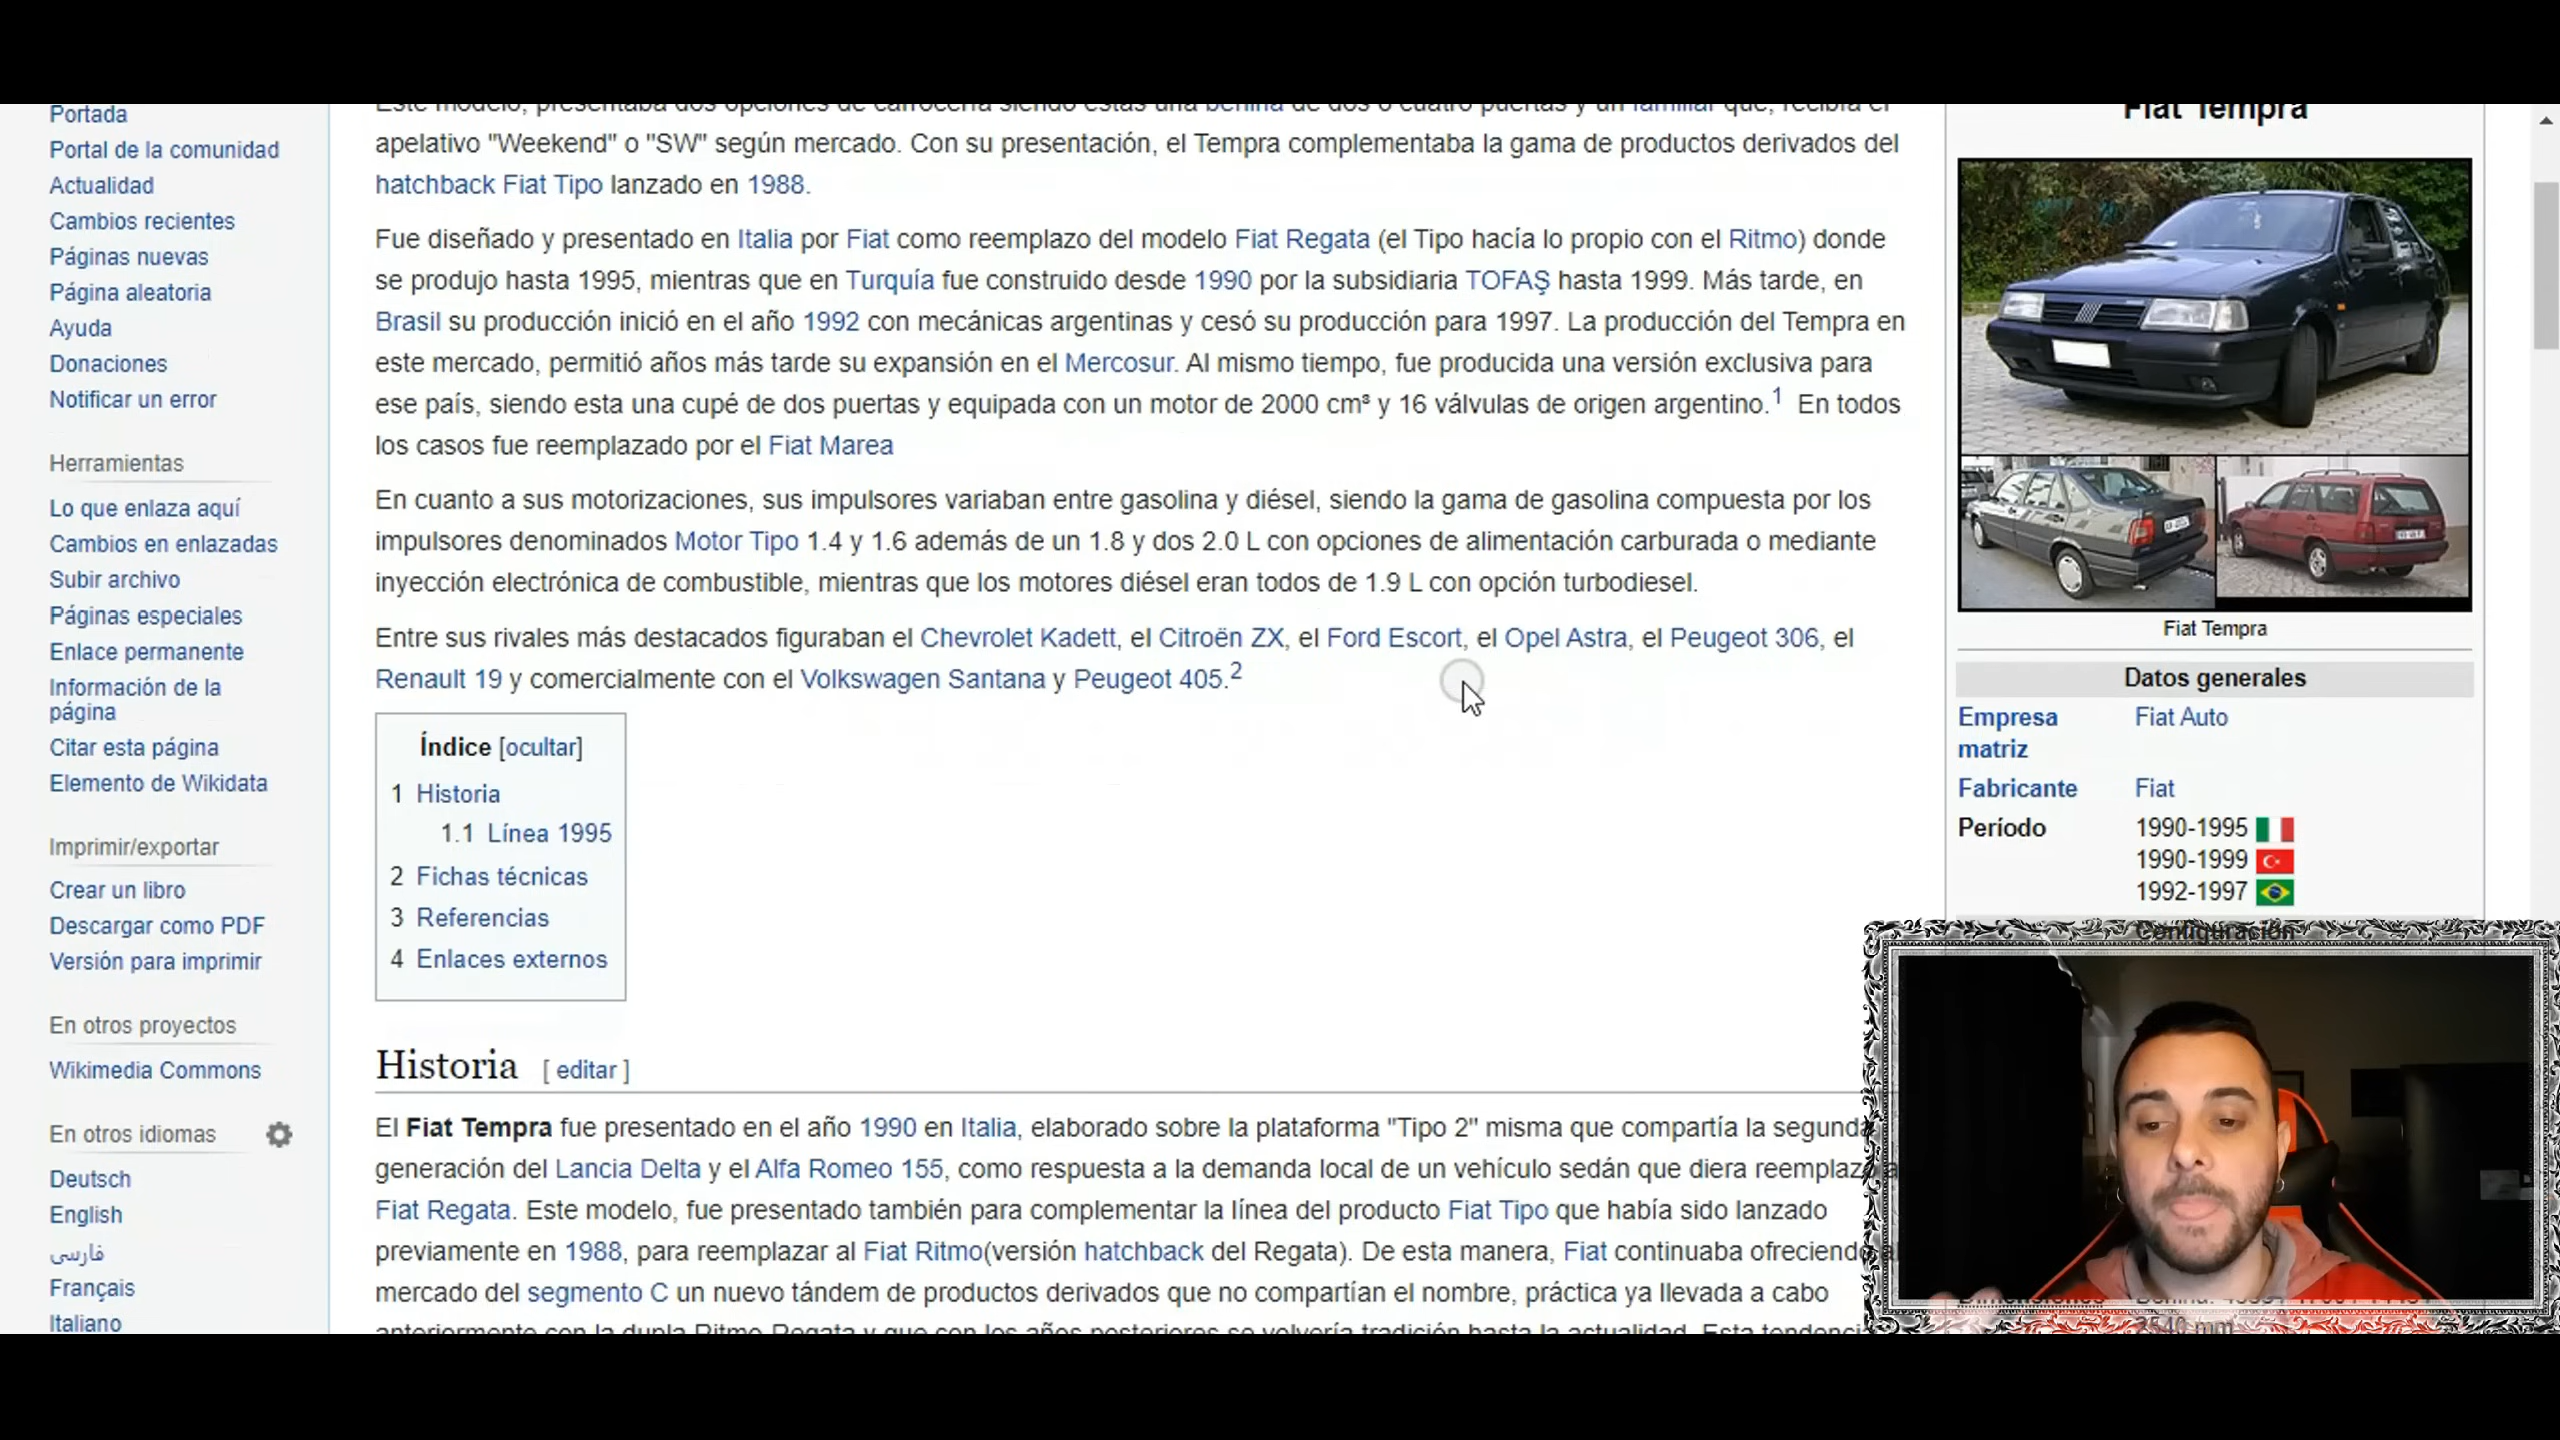 Portada
Portal de la comunidad
Actualidad
Cambios recientes
Páginas nuevas
Página aleatoria
Ayuda
Donaciones
Notificar un error
Herramientas
Lo que enlaza aquí
Cambios en enlazadas
Subir archivo
Páginas especiales
Enlace permanente
Información de la
página
Citar esta página
Elemento de Wikidata
Imprimir/exportar
Crear un libro
Descargar como PDF
Versión para imprimir
En otros proyectos
Wikimedia Commons
En otros idiomas
Deutsch
English
فارسی
Français
Italiano
Este modelo, presentaba dos opciones de carrocería siendo estas una berlina de dos o cuatro puertas y un familiar que, recibía el
apelativo "Weekend" o "SW" según mercado. Con su presentación, el Tempra complementaba la gama de productos derivados del
hatchback Fiat Tipo lanzado en 1988.
Fue diseñado y presentado en Italia por Fiat como reemplazo del modelo Fiat Regata (el Tipo hacía lo propio con el Ritmo) donde
se produjo hasta 1995, mientras que en Turquía fue construido desde 1990 por la subsidiaria TOFAŞ hasta 1999. Más tarde, en
Brasil su producción inició en el año 1992 con mecánicas argentinas y cesó su producción para 1997. La producción del Tempra en
este mercado, permitió años más tarde su expansión en el Mercosur. Al mismo tiempo, fue producida una versión exclusiva para
ese país, siendo esta una cupé de dos puertas y equipada con un motor de 2000 cm³ y 16 válvulas de origen argentino.1 En todos
los casos fue reemplazado por el Fiat Marea
En cuanto a sus motorizaciones, sus impulsores variaban entre gasolina y diésel, siendo la gama de gasolina compuesta por los
impulsores denominados Motor Tipo 1.4 y 1.6 además de un 1.8 y dos 2.0 L con opciones de alimentación carburada o mediante
inyección electrónica de combustible, mientras que los motores diésel eran todos de 1.9 L con opción turbodiesel.
Entre sus rivales más destacados figuraban el Chevrolet Kadett, el Citroën ZX, el Ford Escort, el Opel Astra, el Peugeot 306, el
Renault 19 y comercialmente con el Volkswagen Santana y Peugeot 405.2
Índice [ocultar]
1 Historia
1.1 Línea 1995
2 Fichas técnicas
3 Referencias
4 Enlaces externos
Historia [ editar ]
El Fiat Tempra fue presentado en el año 1990 en Italia, elaborado sobre la plataforma "Tipo 2" misma que compartía la segunda
generación del Lancia Delta y el Alfa Romeo 155, como respuesta a la demanda local de un vehículo sedán que diera reemplazo a
Fiat Regata. Este modelo, fue presentado también para complementar la línea del producto Fiat Tipo que había sido lanzado
previamente en 1988, para reemplazar al Fiat Ritmo(versión hatchback del Regata). De esta manera, Fiat continuaba ofreciendo al
mercado del segmento C un nuevo tándem de productos derivados que no compartían el nombre, práctica ya llevada a cabo
anteriormente con la dupla Ritmo-Regata y que con los años posteriores se volvería tradición hasta la actualidad. Esta
Fiat Tempra
Fiat Tempra
Datos generales
Empresa matriz Fiat Auto
Fabricante Fiat
Período 1990-1995
1990-1999
1992-1997
Configuración
Dimensiones
2540 mm